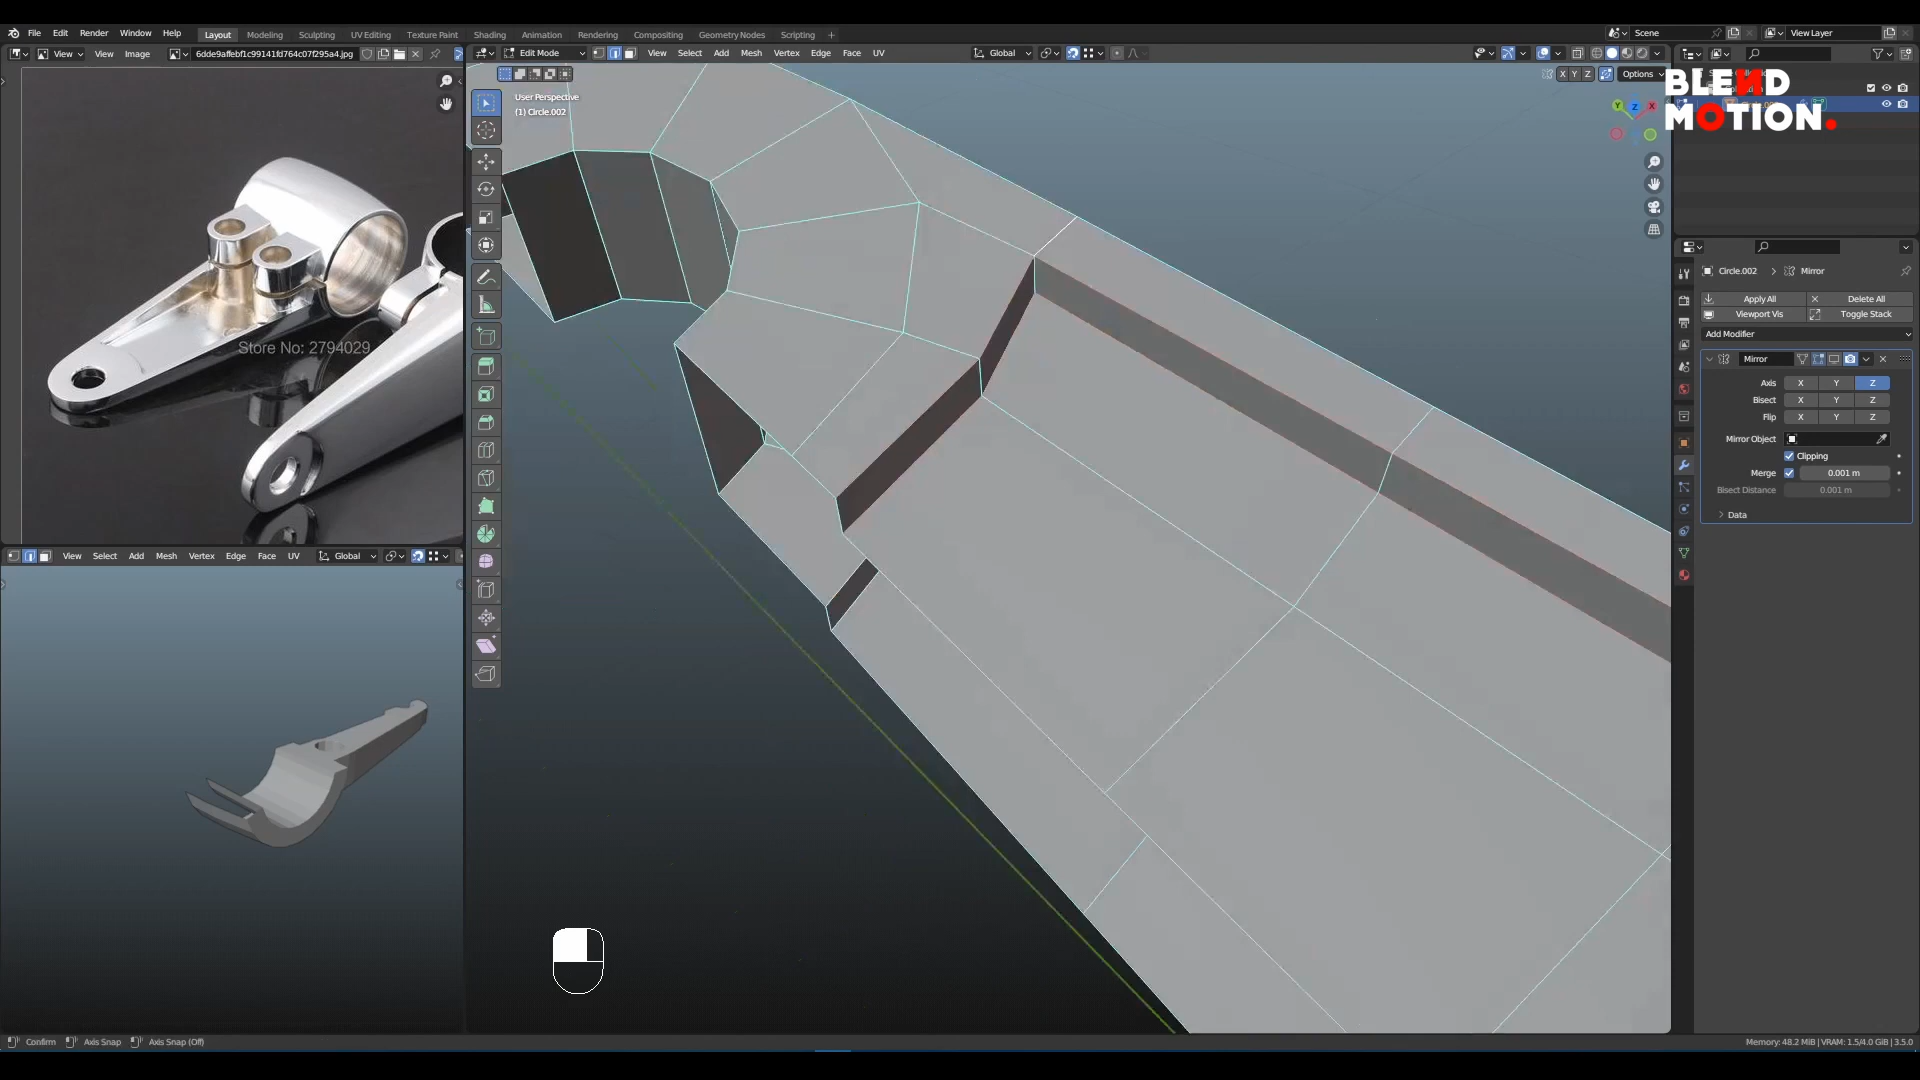 File Edit Render Window Help Layout Modeling Sculpting UV Editing Texture Paint Shading Animation Rendering Compositing Geometry Nodes Scripting + Scene View Layer
View View Image 6dde9affebf1c99141fd764c07f295a4.jpg Edit Mode View Select Add Mesh Vertex Edge Face UV Global
X Y Z Options
BLEND
MOTION.
User Perspective
(1) Circle.002
Y Z X
Store No: 2794029
Circle.002 > Mirror
Apply All Delete All
Viewport Vis Toggle Stack
Add Modifier
Mirror
Axis X Y Z
Bisect X Y Z
Flip X Y Z
Mirror Object
Clipping
Merge 0.001 m
Bisect Distance 0.001 m
Data
View Select Add Mesh Vertex Edge Face UV Global
Confirm Axis Snap Axis Snap (Off) Memory: 48.2 MiB | VRAM: 1.5/4.0 GiB | 3.5.0